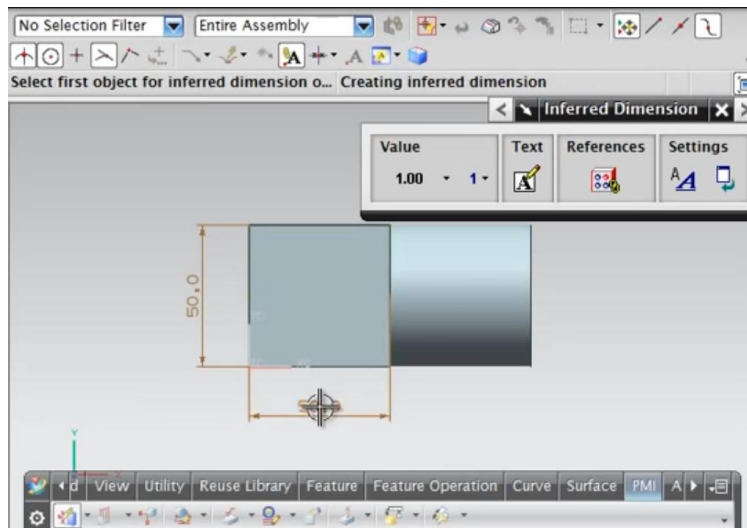 No Selection Filter Entire Assembly
Select first object for inferred dimension o... Creating inferred dimension
Inferred Dimension
Value Text References Settings
1.00 1
50.0
d View Utility Reuse Library Feature Feature Operation Curve Surface PMI A